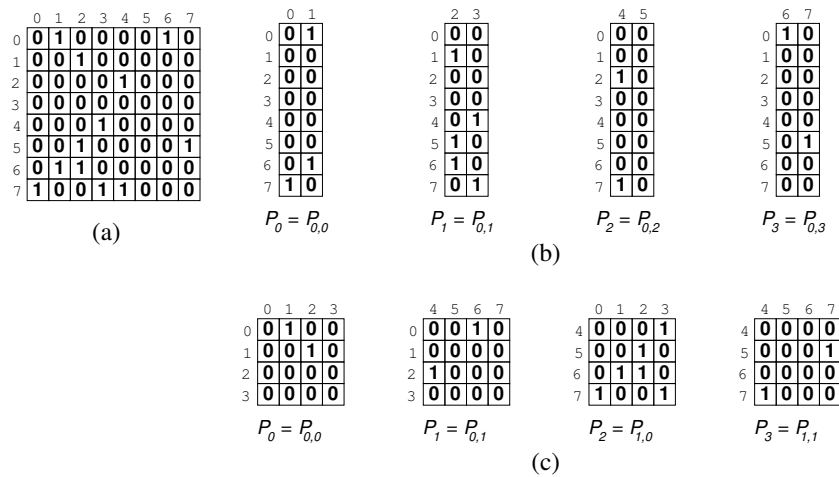 0 1 2 3 4 5 6 7
0 0 1 0 0 0 0 1 0
1 0 0 1 0 0 0 0 0
2 0 0 0 0 1 0 0 0
3 0 0 0 0 0 0 0 0
4 0 0 0 1 0 0 0 0
5 0 0 1 0 0 0 0 1
6 0 1 1 0 0 0 0 0
7 1 0 0 1 1 0 0 0
(a)
0 1
0 0 1
1 0 0
2 0 0
3 0 0
4 0 0
5 0 0
6 0 1
7 1 0
P0 = P0,0
2 3
0 0 0
1 1 0
2 0 0
3 0 0
4 0 1
5 1 0
6 1 0
7 0 1
P1 = P0,1
4 5
0 0 0
1 0 0
2 1 0
3 0 0
4 0 0
5 0 0
6 0 0
7 1 0
P2 = P0,2
6 7
0 1 0
1 0 0
2 0 0
3 0 0
4 0 0
5 0 1
6 0 0
7 0 0
P3 = P0,3
(b)
0 1 2 3
0 0 1 0 0
1 0 0 1 0
2 0 0 0 0
3 0 0 0 0
P0 = P0,0
4 5 6 7
0 0 0 1 0
1 0 0 0 0
2 1 0 0 0
3 0 0 0 0
P1 = P0,1
0 1 2 3
4 0 0 0 1
5 0 0 1 0
6 0 1 1 0
7 1 0 0 1
P2 = P1,0
4 5 6 7
4 0 0 0 0
5 0 0 0 1
6 0 0 0 0
7 1 0 0 0
P3 = P1,1
(c)